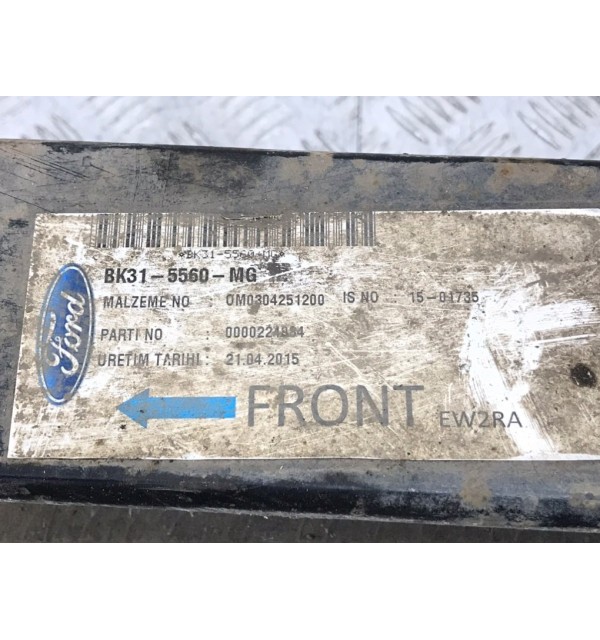 BK31-5560-MG
MALZEME NO : OM0304251200 IS NO : 15-01735
PARTI NO : 0000224834
URETIM TARIHI : 21.04.2015
Ford
FRONT EW2RA